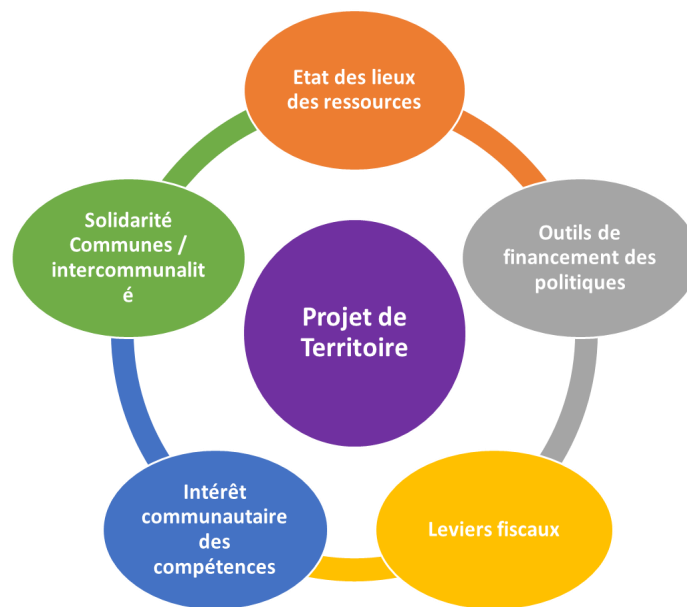 Etat des lieux
des ressources
Outils de
financement des
politiques
Leviers fiscaux
Intérêt
communautaire
des
compétences
Solidarité
Communes /
intercommunalit
é
Projet de
Territoire